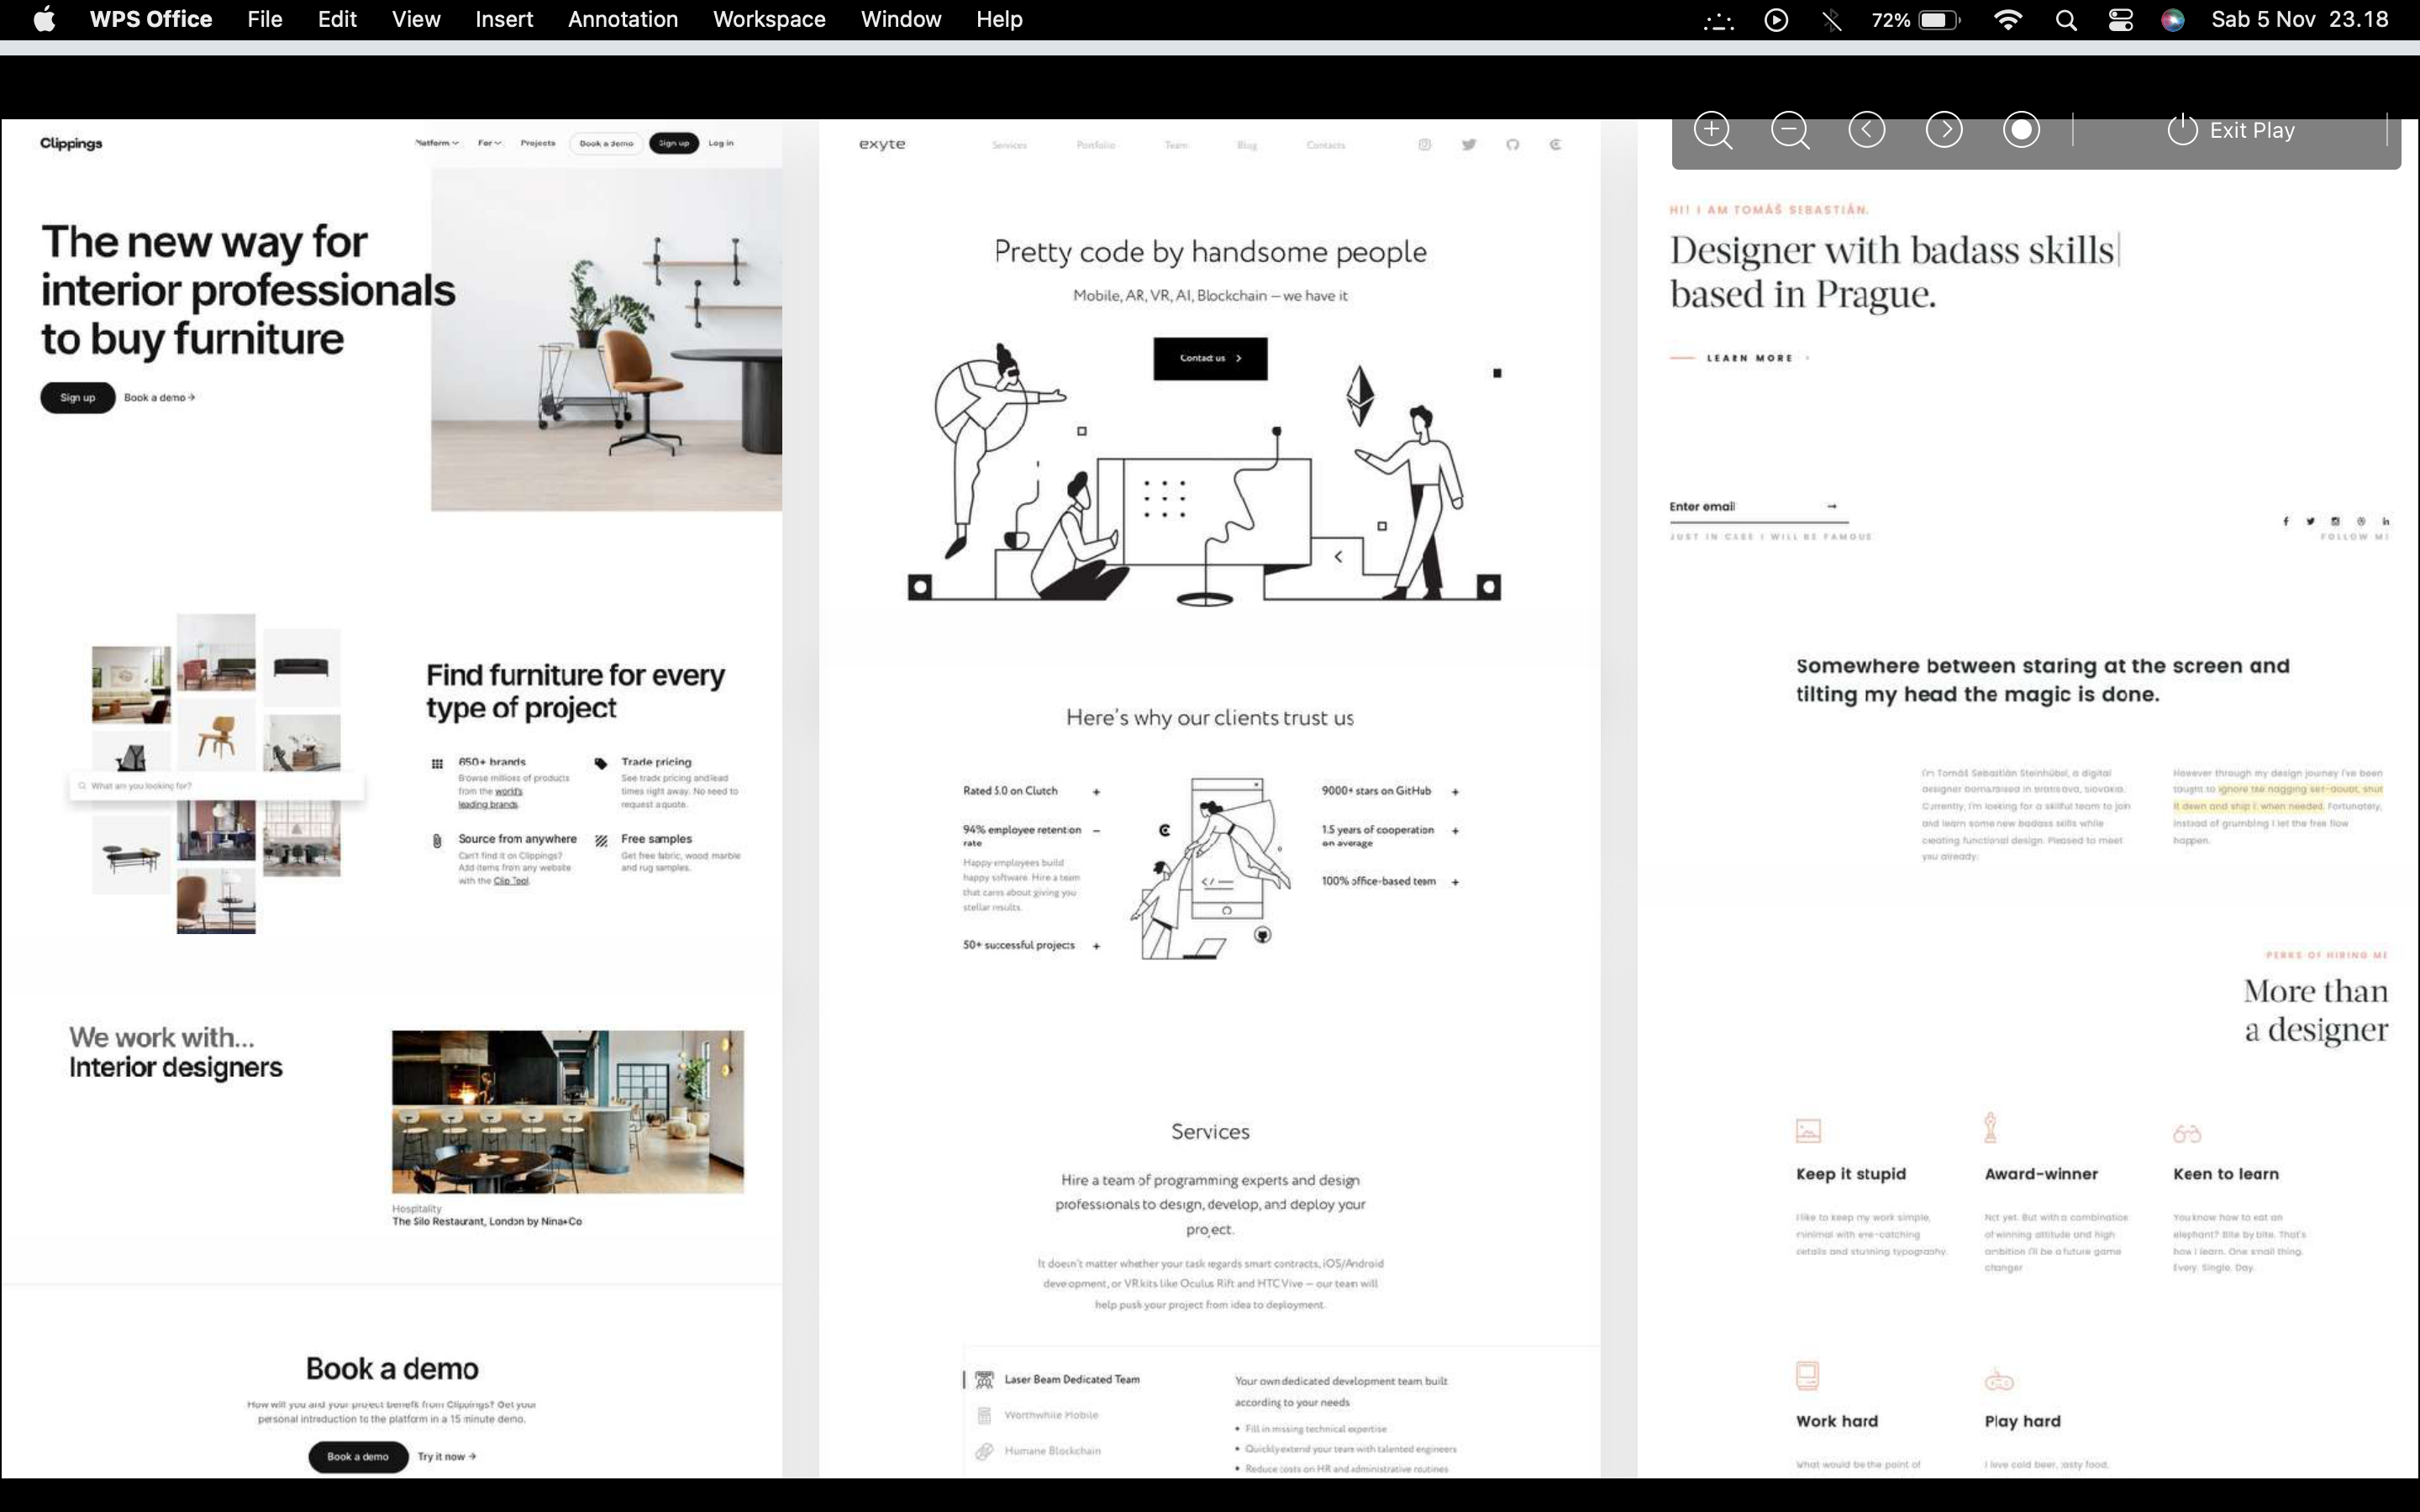 WPS Office File Edit View Insert Annotation Workspace Window Help
72% Sab 5 Nov 23.18
Exit Play
Clippings
Platform For Projects Book a demo Sign up Log in
The new way for
interior professionals
to buy furniture
Sign up Book a demo →
What are you looking for?
Find furniture for every
type of project
650+ brands
Browse millions of products
from the world's
leading brands.
Trade pricing
See trade pricing and lead
times right away. No need to
request a quote.
Source from anywhere
Can't find it on Clippings?
Add items from any website
with the Clip Tool.
Free samples
Get free fabric, wood, marble
and rug samples.
We work with...
Interior designers
Hospitality
The Silo Restaurant, London by Nina+Co
Book a demo
How will you and your project benefit from Clippings? Get your
personal introduction to the platform in a 15 minute demo.
Book a demo Try it now →
exyte
Services Portfolio Team Blog Contacts
Pretty code by handsome people
Mobile, AR, VR, AI, Blockchain – we have it
Contact us
Here's why our clients trust us
Rated 5.0 on Clutch +
94% employee retention –
rate
Happy employees build
happy software. Hire a team
that cares about giving you
stellar results.
50+ successful projects +
9000+ stars on GitHub +
1.5 years of cooperation +
on average
100% office-based team +
Services
Hire a team of programming experts and design
professionals to design, develop, and deploy your
project.
It doesn't matter whether your task regards smart contracts, iOS/Android
development, or VR kits like Oculus Rift and HTC Vive – our team will
help push your project from idea to deployment.
Laser Beam Dedicated Team
Worthwhile Mobile
Humane Blockchain
Your own dedicated development team built
according to your needs
• Fill in missing technical expertise
• Quickly extend your team with talented engineers
• Reduce costs on HR and administrative routines
HI! I AM TOMÁŠ SEBASTIÁN.
Designer with badass skills|
based in Prague.
LEARN MORE
Enter email →
JUST IN CASE I WILL BE FAMOUS
FOLLOW ME
Somewhere between staring at the screen and
tilting my head the magic is done.
I'm Tomáš Sebastián Steinhübel, a digital
designer born/raised in Bratislava, Slovakia.
Currently, I'm looking for a skillful team to join
and learn some new badass skills while
creating functional design. Pleased to meet
you already.
However through my design journey I've been
taught to ignore the nagging self-doubt, shut
it down and ship it when needed. Fortunately,
instead of grumbling I let the free flow
happen.
PERKS OF HIRING ME
More than
a designer
Keep it stupid
I like to keep my work simple,
minimal with eye-catching
details and stunning typography.
Award-winner
Not yet. But with a combination
of winning attitude and high
ambition I'll be a future game
changer
Keen to learn
You know how to eat an
elephant? Bite by bite. That's
how I learn. One small thing.
Every. Single. Day.
Work hard
What would be the point of
Play hard
I love cold beer, tasty food,